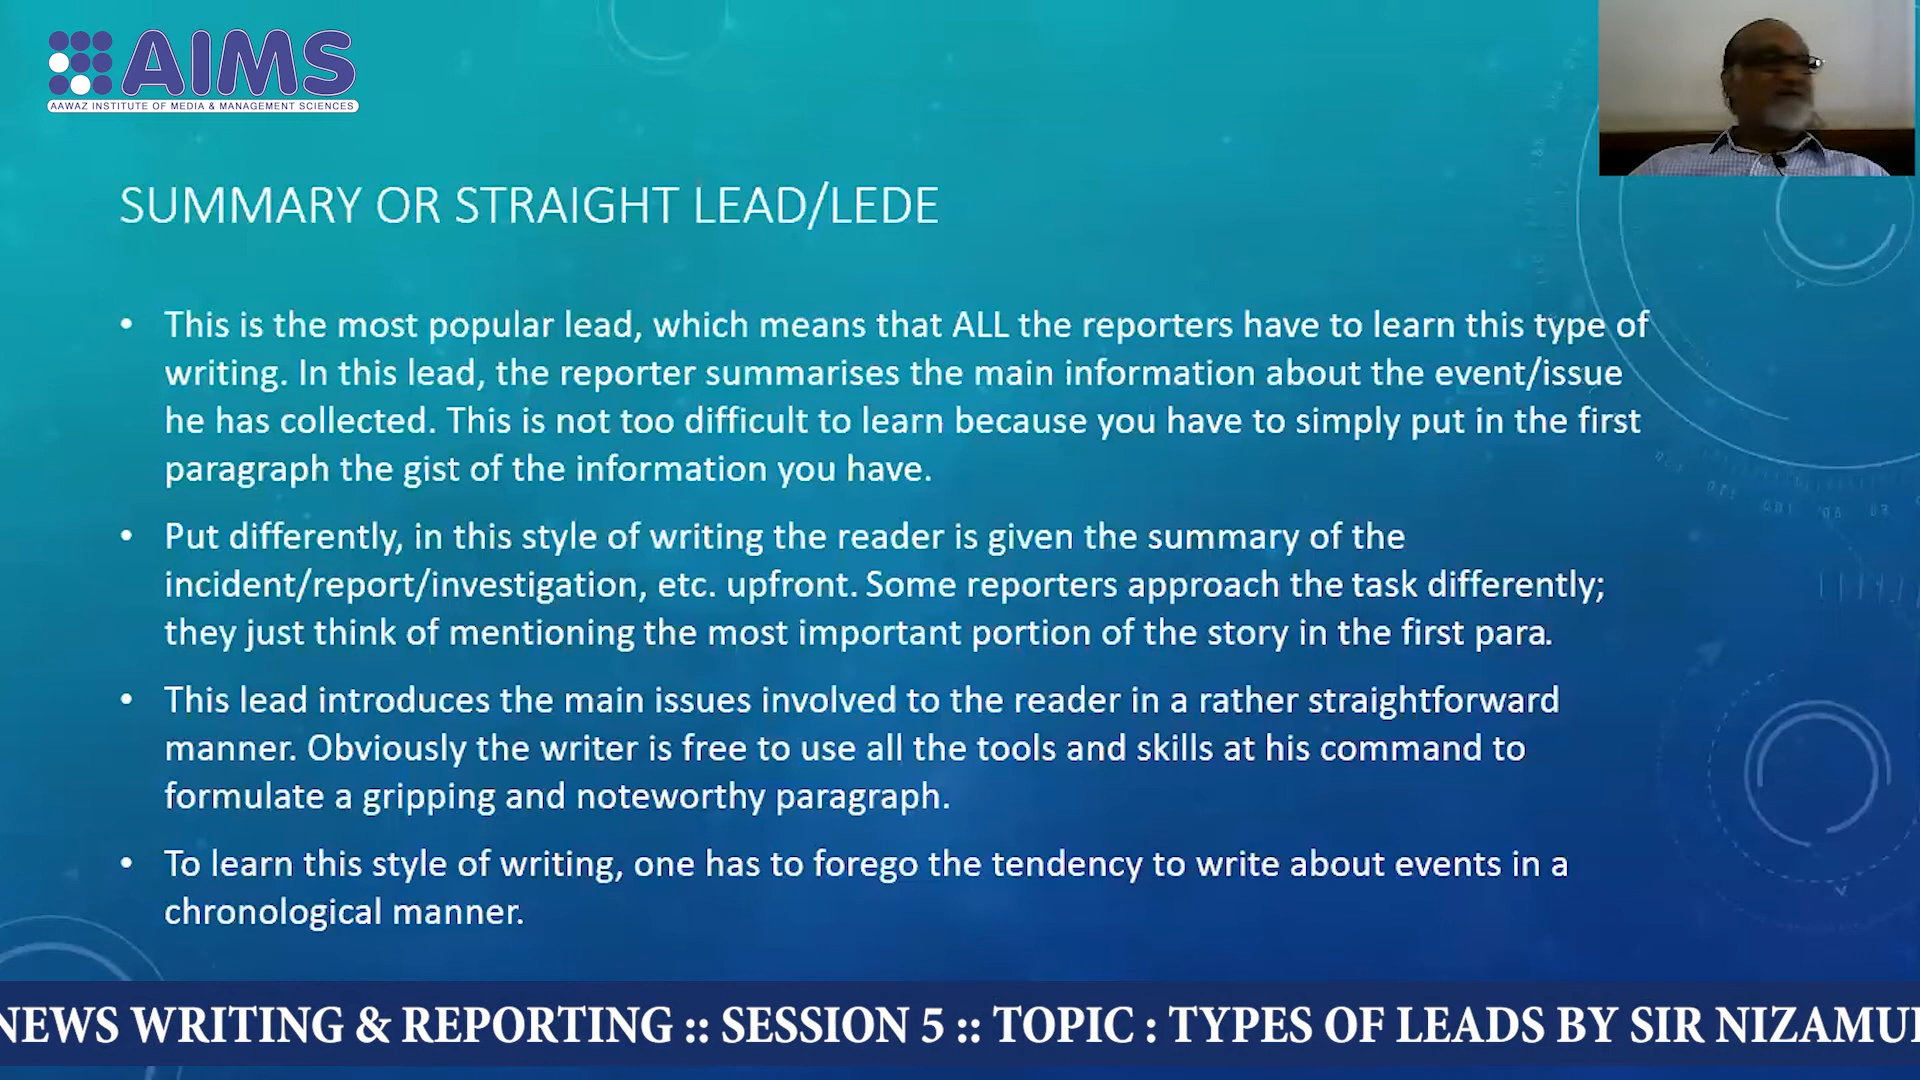 AIMS
AAWAZ INSTITUTE OF MEDIA & MANAGEMENT SCIENCES
SUMMARY OR STRAIGHT LEAD/LEDE
• This is the most popular lead, which means that ALL the reporters have to learn this type of
writing. In this lead, the reporter summarises the main information about the event/issue
he has collected. This is not too difficult to learn because you have to simply put in the first
paragraph the gist of the information you have.
• Put differently, in this style of writing the reader is given the summary of the
incident/report/investigation, etc. upfront. Some reporters approach the task differently;
they just think of mentioning the most important portion of the story in the first para.
• This lead introduces the main issues involved to the reader in a rather straightforward
manner. Obviously the writer is free to use all the tools and skills at his command to
formulate a gripping and noteworthy paragraph.
• To learn this style of writing, one has to forego the tendency to write about events in a
chronological manner.
NEWS WRITING & REPORTING :: SESSION 5 :: TOPIC : TYPES OF LEADS BY SIR